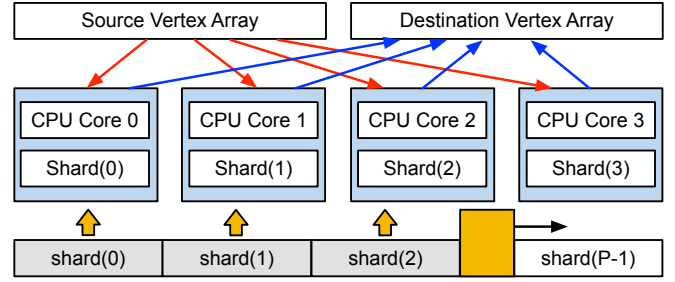 Source Vertex Array
Destination Vertex Array
CPU Core 0
CPU Core 1
CPU Core 2
CPU Core 3
Shard(0)
Shard(1)
Shard(2)
Shard(3)
shard(0)
shard(1)
shard(2)
shard(P-1)